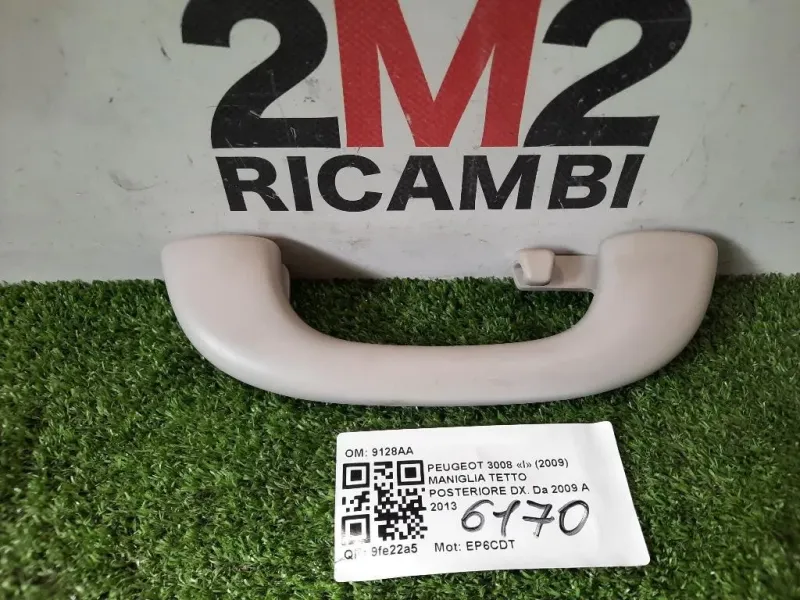 2M2
RICAMBI
OM: 9128AA
PEUGEOT 3008 «I» (2009)
MANIGLIA TETTO
POSTERIORE DX. Da 2009 A
2013
6170
QR: 9fe22a5 Mot: EP6CDT